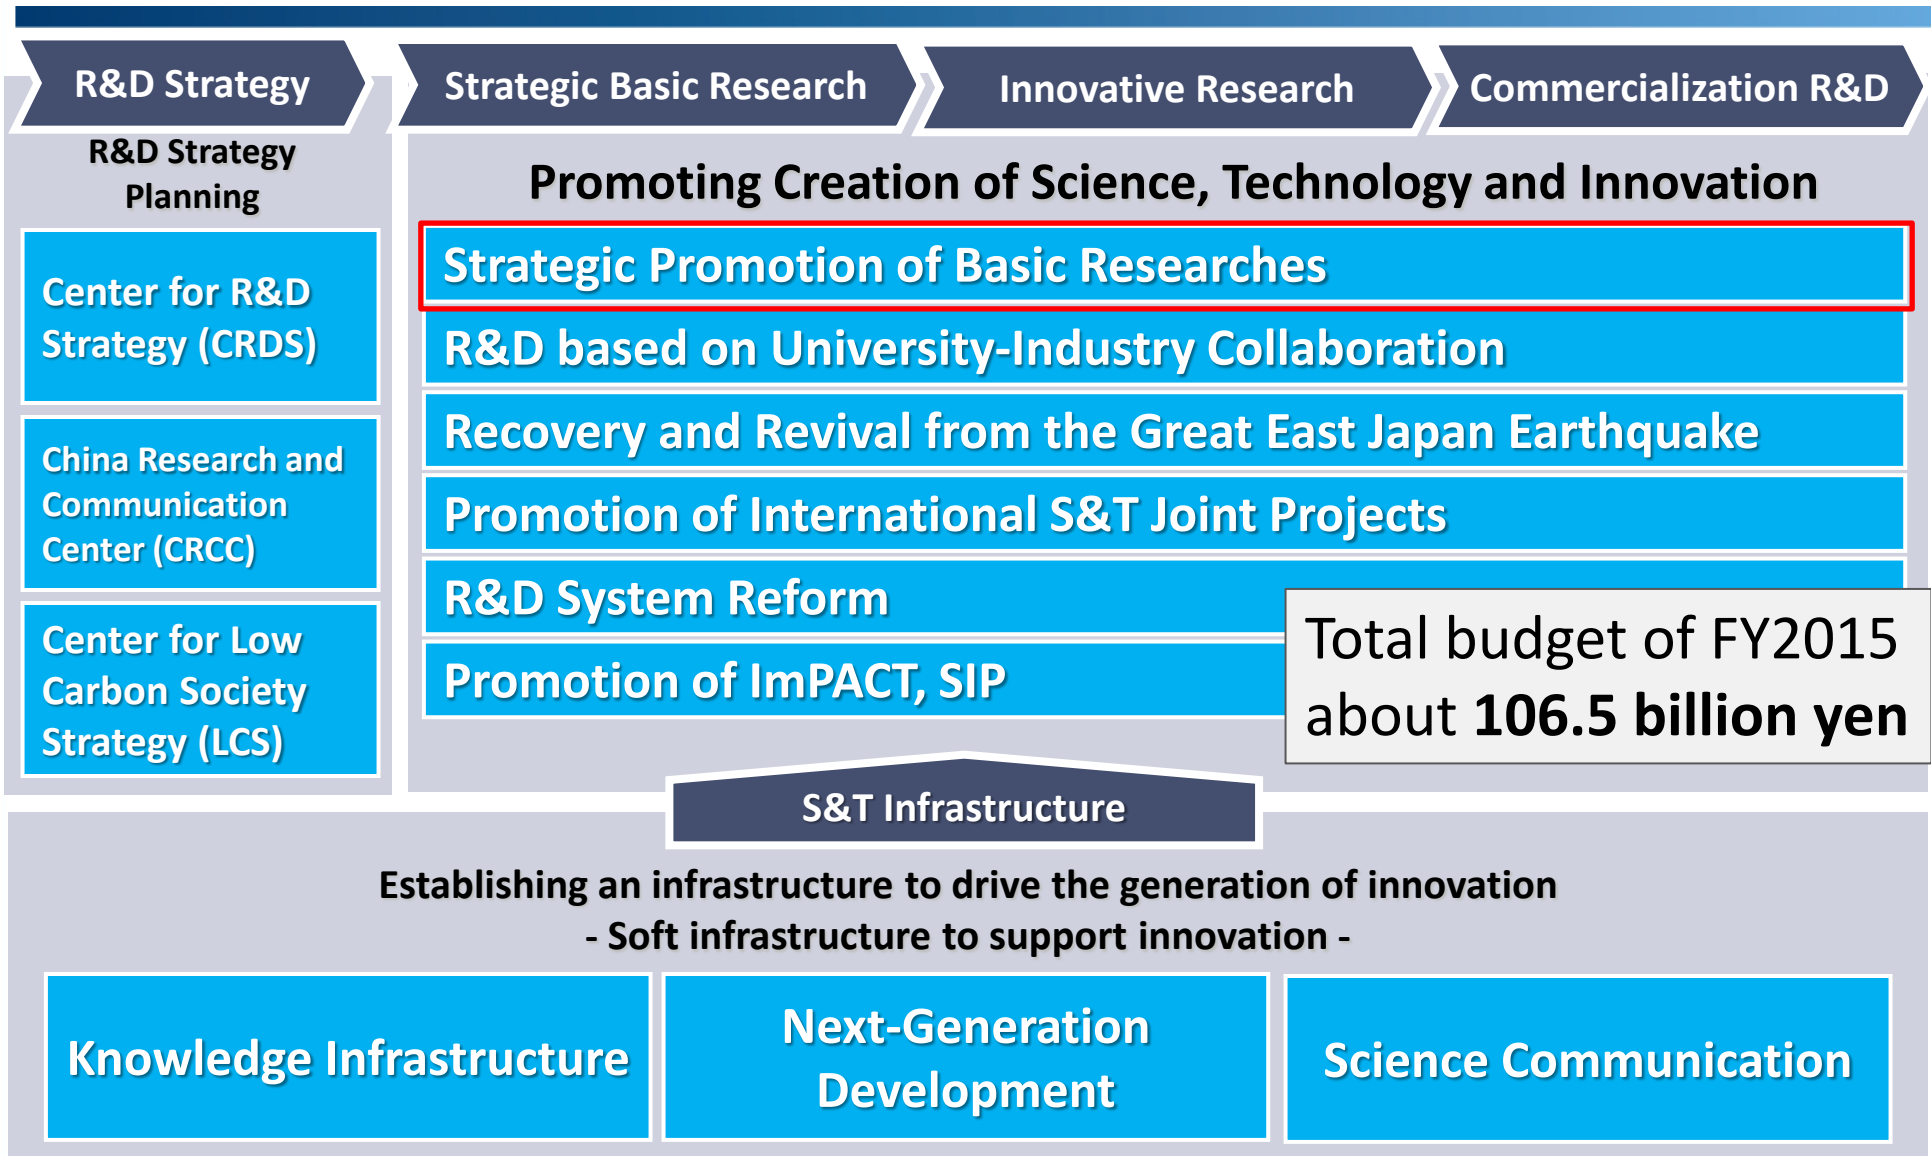 R&D Strategy
Strategic Basic Research
Innovative Research
Commercialization R&D
R&D Strategy
Planning
Center for R&D
Strategy (CRDS)
China Research and
Communication
Center (CRCC)
Center for Low
Carbon Society
Strategy (LCS)
Promoting Creation of Science, Technology and Innovation
Strategic Promotion of Basic Researches
R&D based on University-Industry Collaboration
Recovery and Revival from the Great East Japan Earthquake
Promotion of International S&T Joint Projects
R&D System Reform
Promotion of ImPACT, SIP
Total budget of FY2015
about 106.5 billion yen
S&T Infrastructure
Establishing an infrastructure to drive the generation of innovation
- Soft infrastructure to support innovation -
Knowledge Infrastructure
Next-Generation
Development
Science Communication